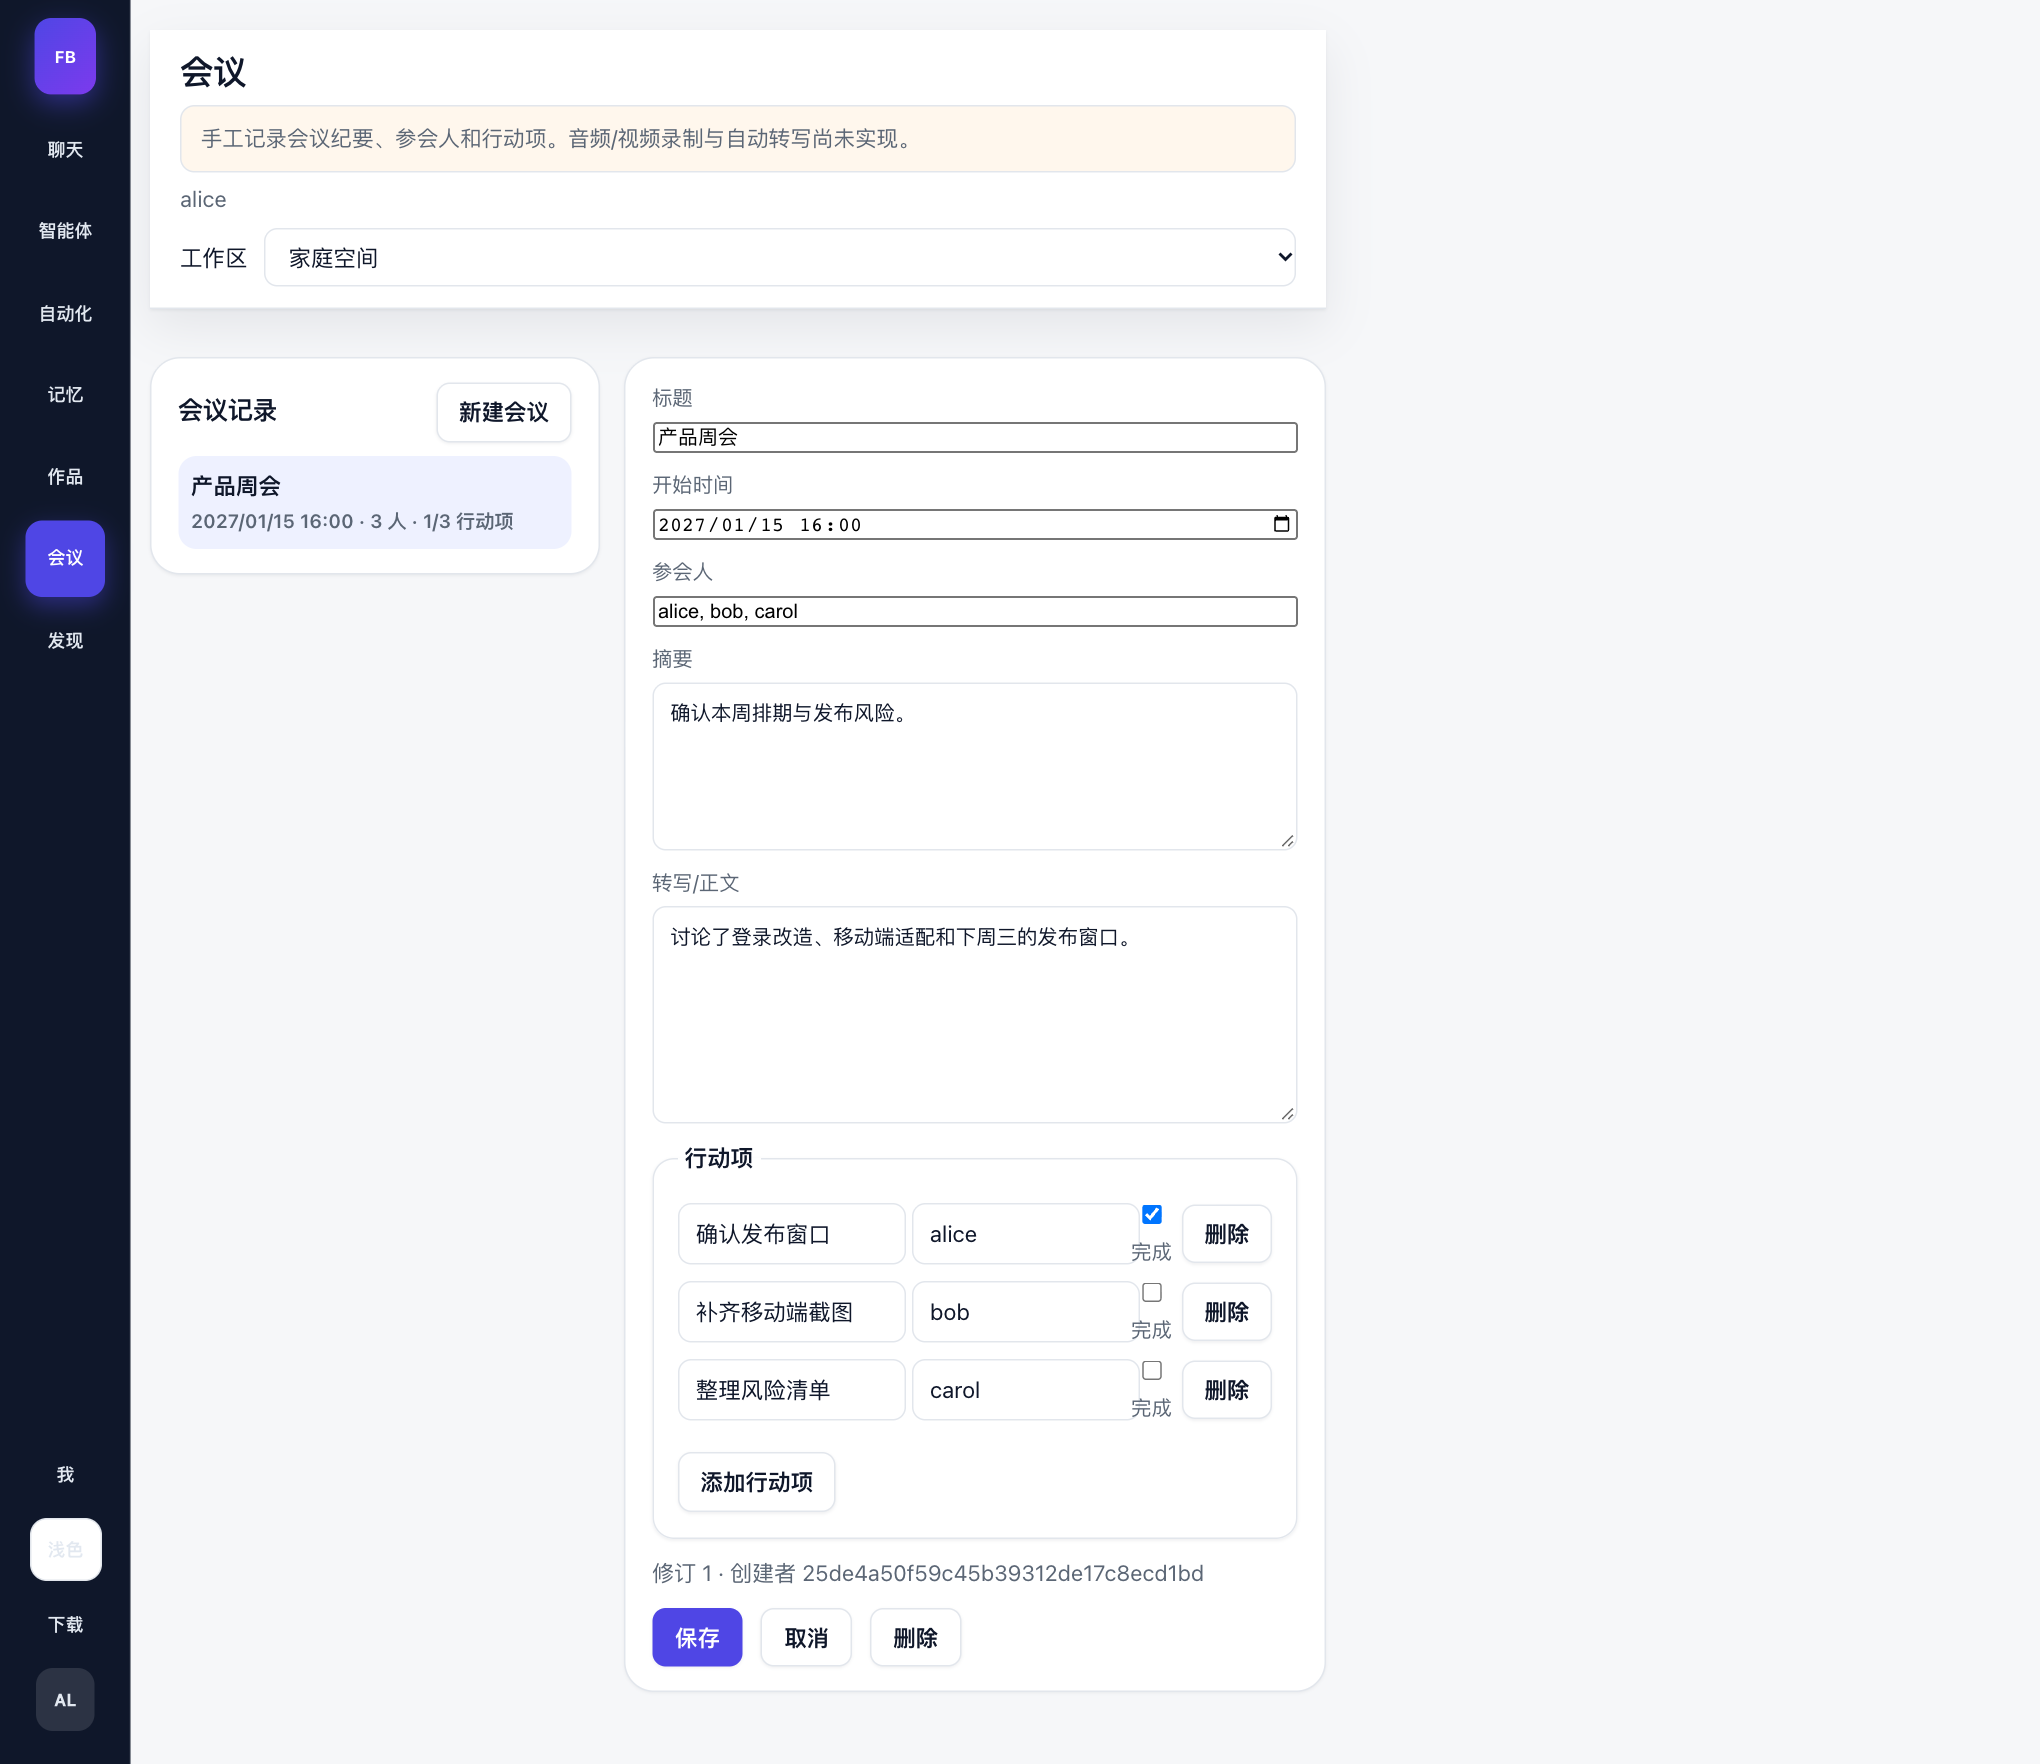 FB
聊天
智能体
自动化
记忆
作品
会议
发现
我
浅色
下载
AL
会议
手工记录会议纪要、参会人和行动项。音频/视频录制与自动转写尚未实现。
alice
工作区 家庭空间
会议记录 新建会议
产品周会
2027/01/15 16:00 · 3 人 · 1/3 行动项
标题
产品周会
开始时间
2027/01/15 16:00
参会人
alice, bob, carol
摘要
确认本周排期与发布风险。
转写/正文
讨论了登录改造、移动端适配和下周三的发布窗口。
行动项
确认发布窗口 alice 完成 删除
补齐移动端截图 bob 完成 删除
整理风险清单 carol 完成 删除
添加行动项
修订 1 · 创建者 25de4a50f59c45b39312de17c8ecd1bd
保存 取消 删除